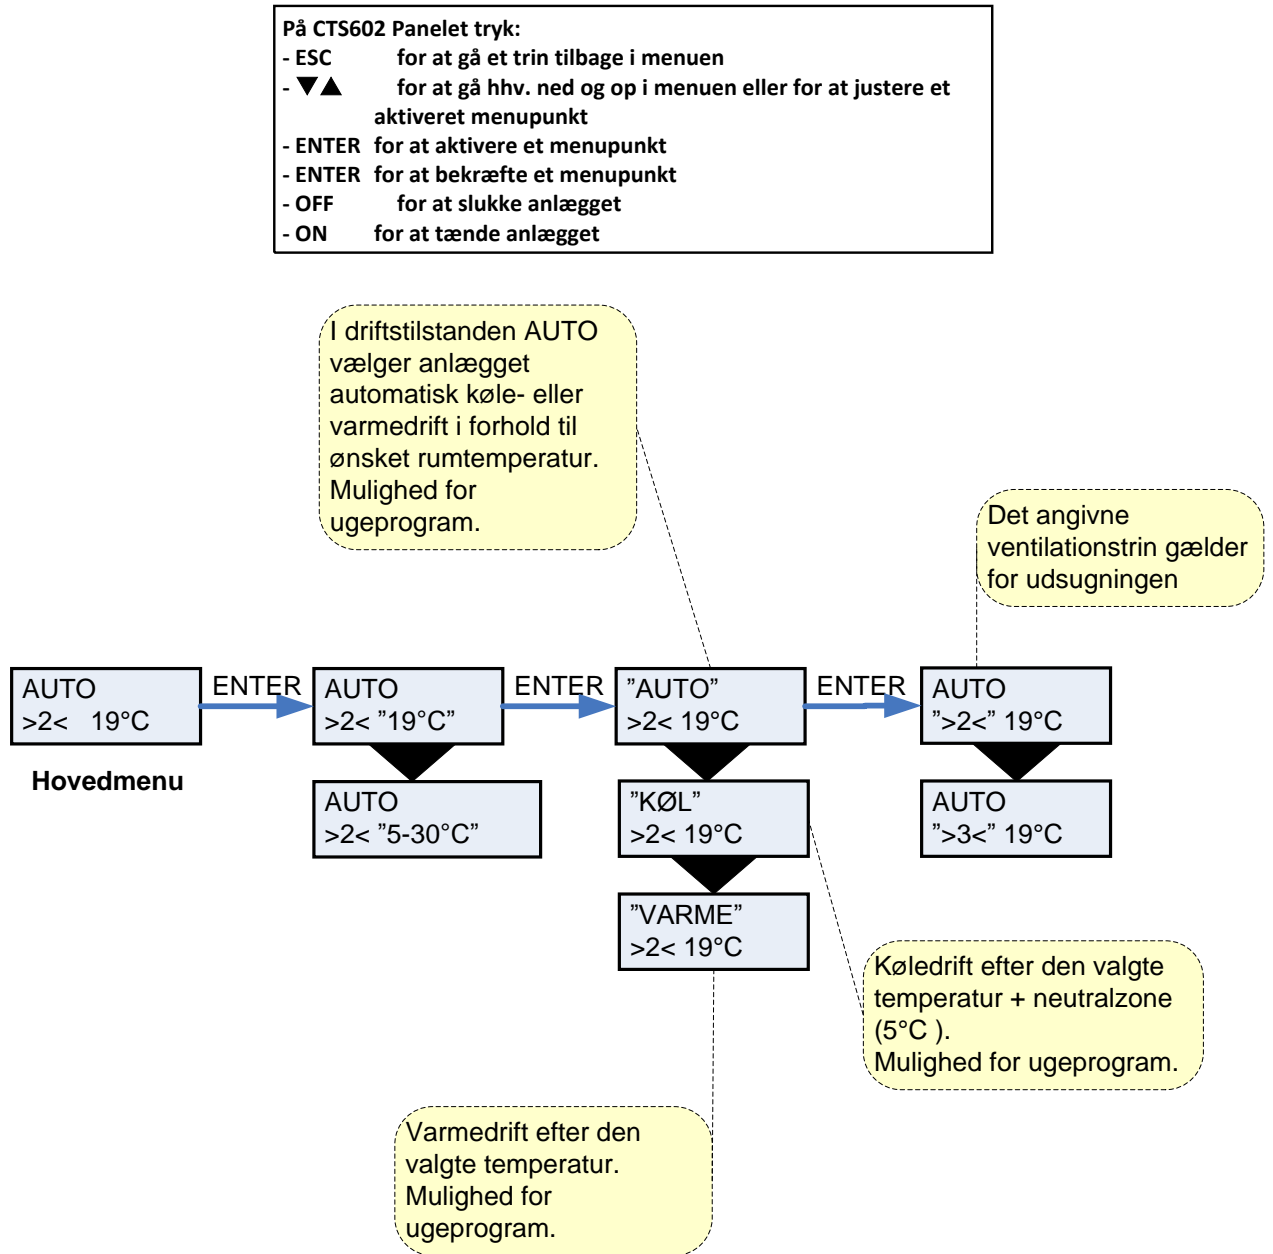 På CTS602 Panelet tryk:
- ESC for at gå et trin tilbage i menuen
- ▼▲ for at gå hhv. ned og op i menuen eller for at justere et
aktiveret menupunkt
- ENTER for at aktivere et menupunkt
- ENTER for at bekræfte et menupunkt
- OFF for at slukke anlægget
- ON for at tænde anlægget
I driftstilstanden AUTO
vælger anlægget
automatisk køle- eller
varmedrift i forhold til
ønsket rumtemperatur.
Mulighed for
ugeprogram.
Det angivne
ventilationstrin gælder
for udsugningen
AUTO
>2< 19°C
ENTER
AUTO
>2< ”19°C”
ENTER
”AUTO”
>2< 19°C
ENTER
AUTO
”>2<” 19°C
Hovedmenu
AUTO
>2< ”5-30°C”
”KØL”
>2< 19°C
AUTO
”>3<” 19°C
”VARME”
>2< 19°C
Køledrift efter den valgte
temperatur + neutralzone
(5°C ).
Mulighed for ugeprogram.
Varmedrift efter den
valgte temperatur.
Mulighed for
ugeprogram.